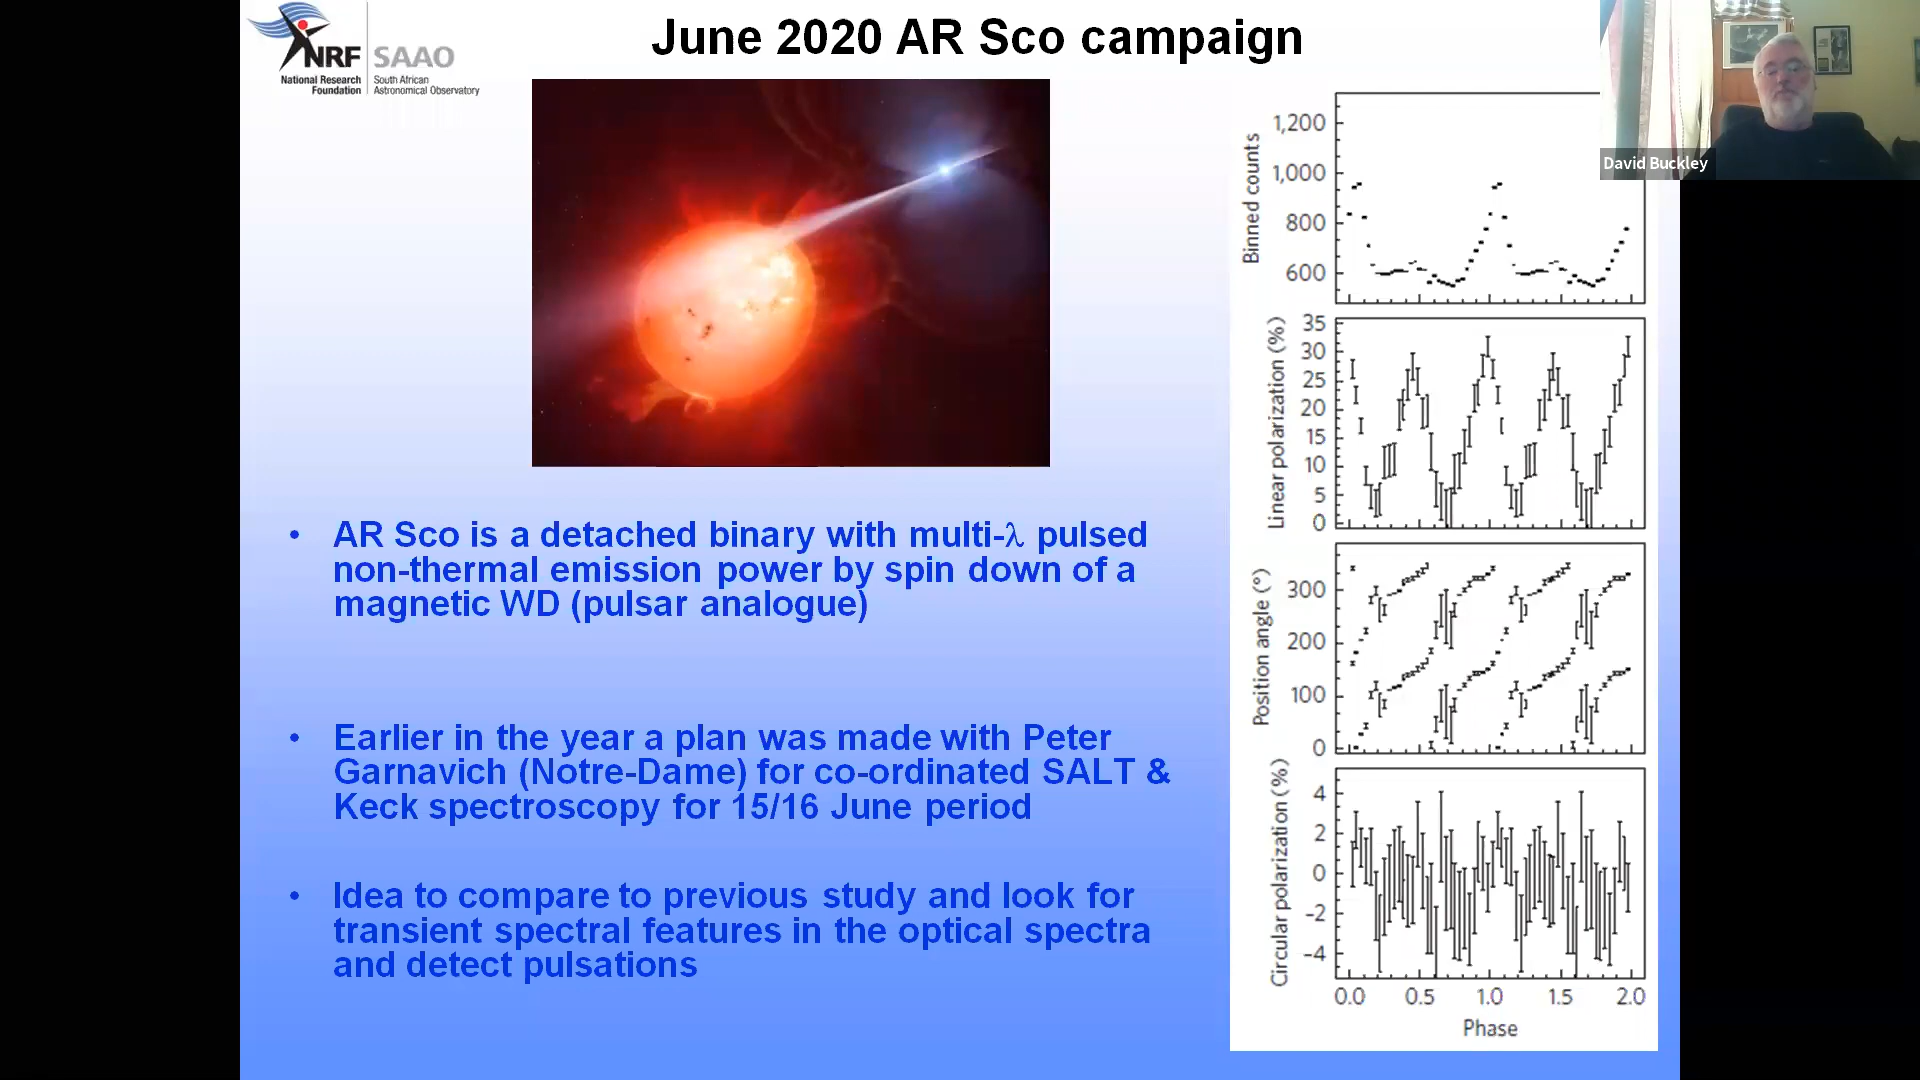 June 2020 AR Sco campaign
NRF SAAO
National Research Foundation
South African Astronomical Observatory
David Buckley
• AR Sco is a detached binary with multi-λ pulsed
non-thermal emission power by spin down of a
magnetic WD (pulsar analogue)
• Earlier in the year a plan was made with Peter
Garnavich (Notre-Dame) for co-ordinated SALT &
Keck spectroscopy for 15/16 June period
• Idea to compare to previous study and look for
transient spectral features in the optical spectra
and detect pulsations
Binned counts
1,200
1,000
800
600
Linear polarization (%)
35
30
25
20
15
10
5
0
Position angle (°)
300
200
100
0
Circular polarization (%)
4
2
0
-2
-4
0.0 0.5 1.0 1.5 2.0
Phase